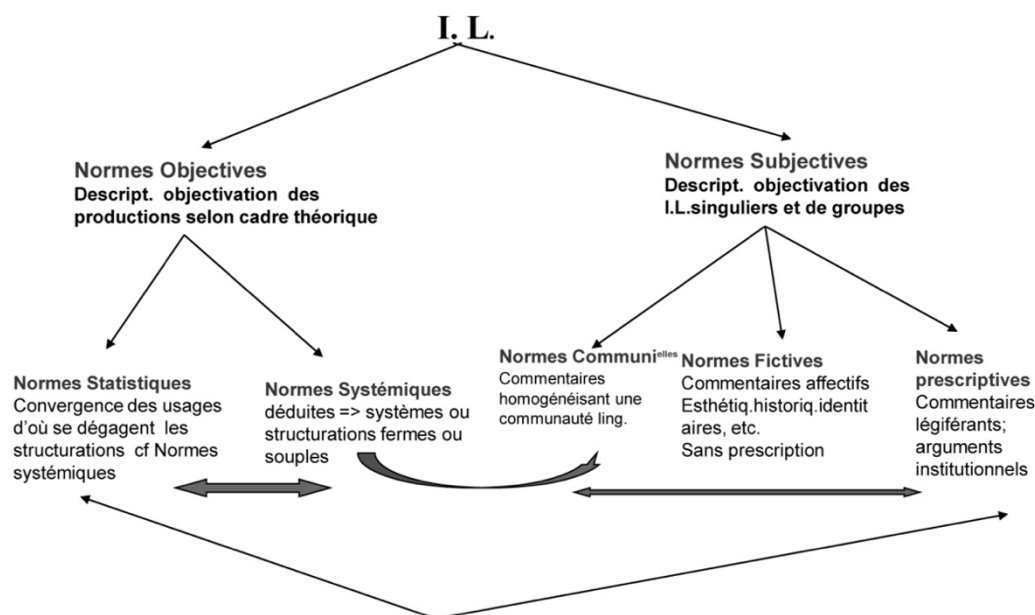 I. L.
Normes Objectives
Descript. objectivation des
productions selon cadre théorique
Normes Subjectives
Descript. objectivation des
I.L.singuliers et de groupes
Normes Statistiques
Convergence des usages
d'où se dégagent les
structurations cf Normes
systémiques
Normes Systémiques
déduites => systèmes ou
structurations fermes ou
souples
Normes Communielles
Commentaires
homogénéisant une
communauté ling.
Normes Fictives
Commentaires affectifs
Esthétiq.historiq.identit
aires, etc.
Sans prescription
Normes
prescriptives
Commentaires
légiférants;
arguments
institutionnels